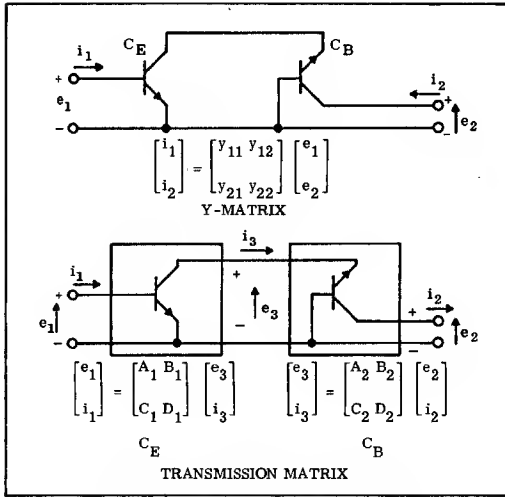 C_E C_B
i_1
i_2
+ +
e_1 e_2
- -
[i_1] = [y_11 y_12] [e_1]
[i_2] [y_21 y_22] [e_2]
Y-MATRIX
i_3
i_1 i_2
+ + +
e_1 e_3 e_2
- - -
[e_1] = [A_1 B_1] [e_3] [e_3] = [A_2 B_2] [e_2]
[i_1] [C_1 D_1] [i_3] [i_3] [C_2 D_2] [i_2]
C_E C_B
TRANSMISSION MATRIX